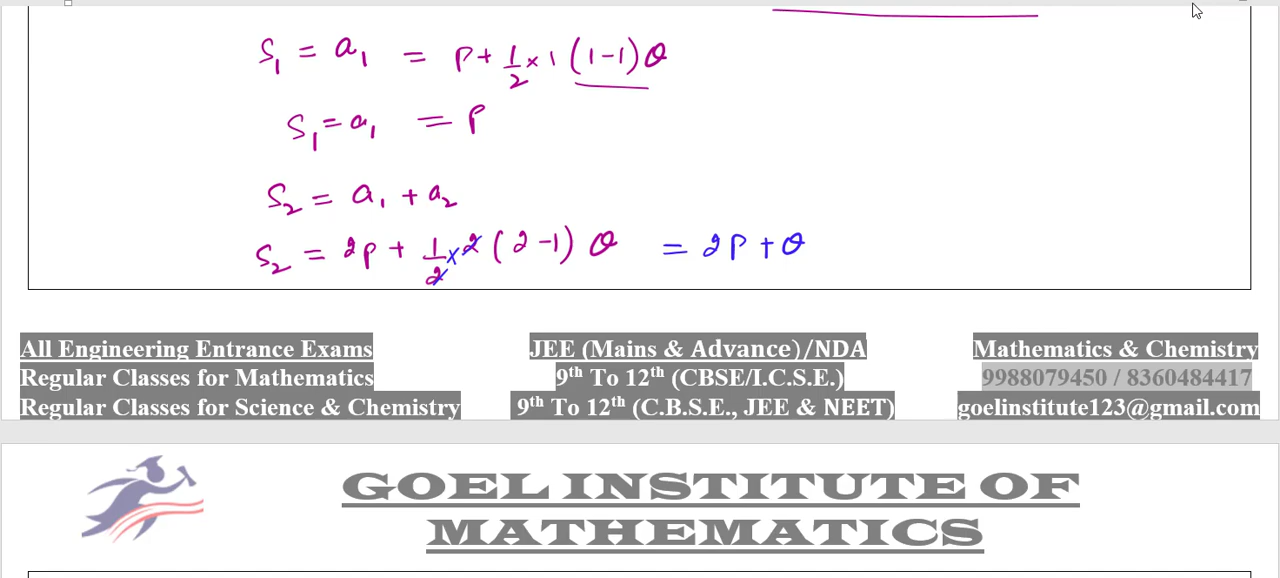 S₁ = a₁ = P + 1/2 × 1 (1-1) Q
S₁ = a₁ = P
S₂ = a₁ + a₂
S₂ = 2P + 1/2 × 2 (2-1) Q = 2P + Q
All Engineering Entrance Exams JEE (Mains & Advance)/NDA Mathematics & Chemistry
Regular Classes for Mathematics 9th To 12th (CBSE/I.C.S.E.) 9988079450 / 8360484417
Regular Classes for Science & Chemistry 9th To 12th (C.B.S.E., JEE & NEET) goelinstitute123@gmail.com
GOEL INSTITUTE OF
MATHEMATICS